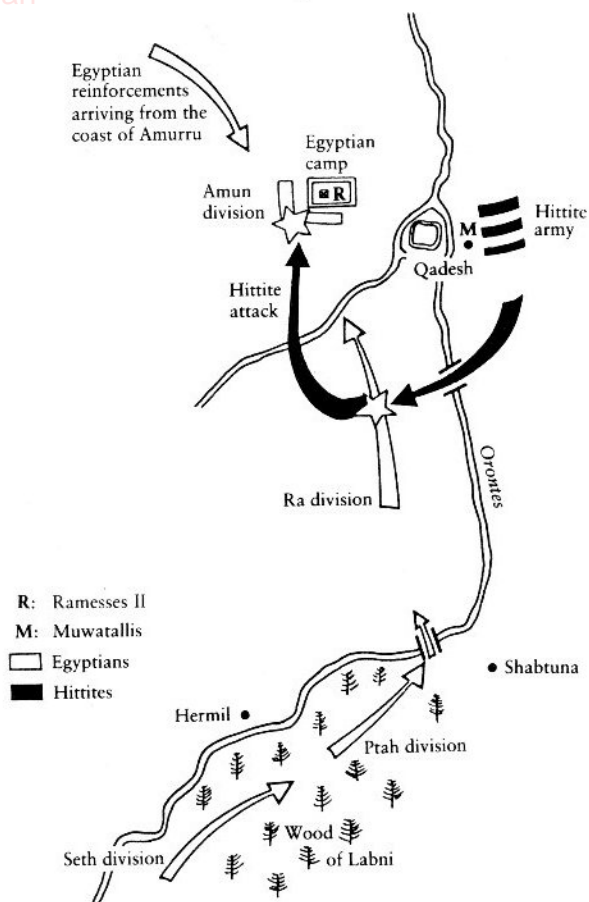 an
Egyptian
reinforcements
arriving from the
coast of Amurru
Egyptian
camp
R
Amun
division
M
Hittite
army
Qadesh
Hittite
attack
Orontes
Ra division
R: Ramesses II
M: Muwatallis
Egyptians
Hittites
Shabtuna
Hermil
Ptah division
Wood
of Labni
Seth division